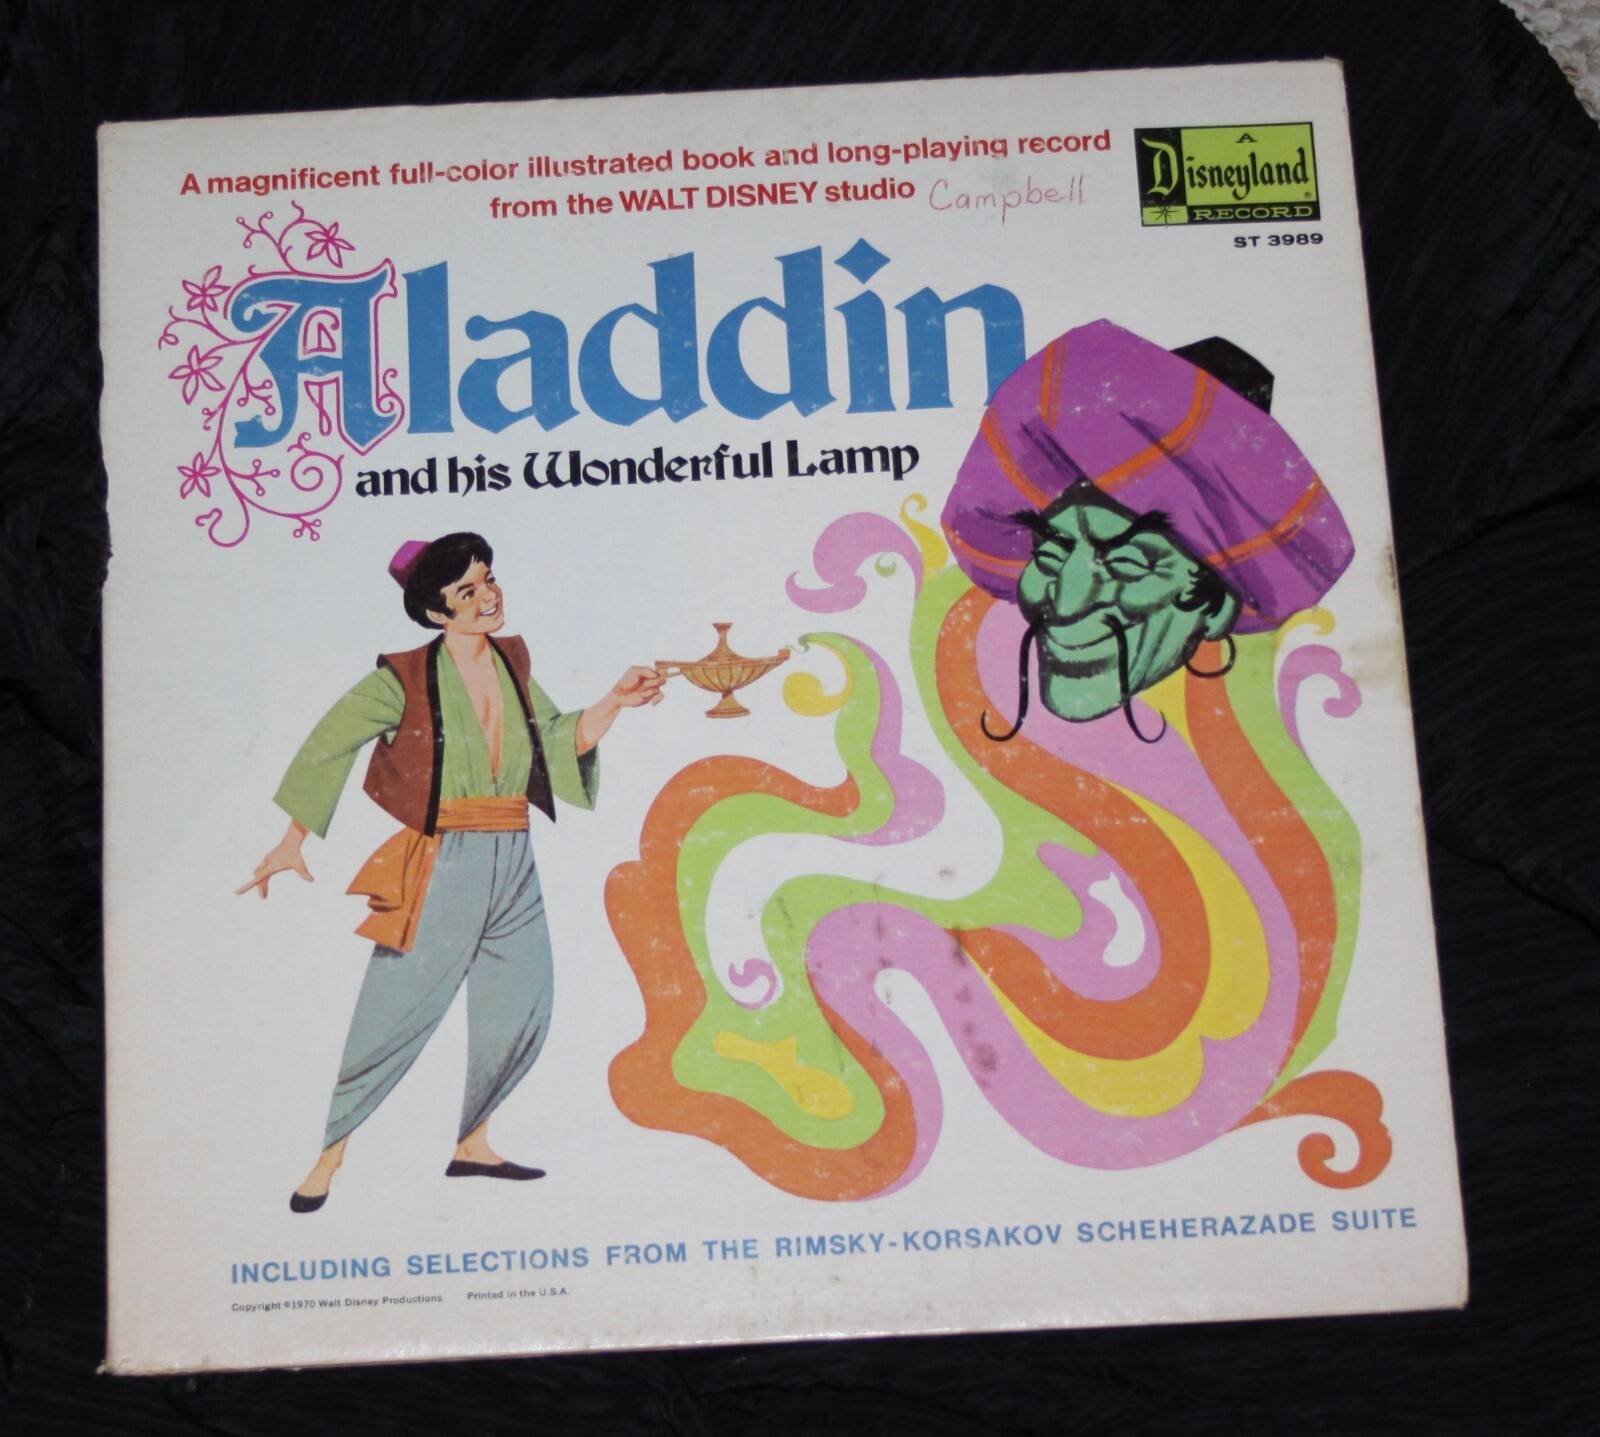 A magnificent full-color illustrated book and long-playing record
from the WALT DISNEY studio Campbell
A
Disneyland
®
RECORD
ST 3989
Aladdin
and his Wonderful Lamp
INCLUDING SELECTIONS FROM THE RIMSKY-KORSAKOV SCHEHERAZADE SUITE
Copyright ©1970 Walt Disney Productions Printed in the U.S.A.